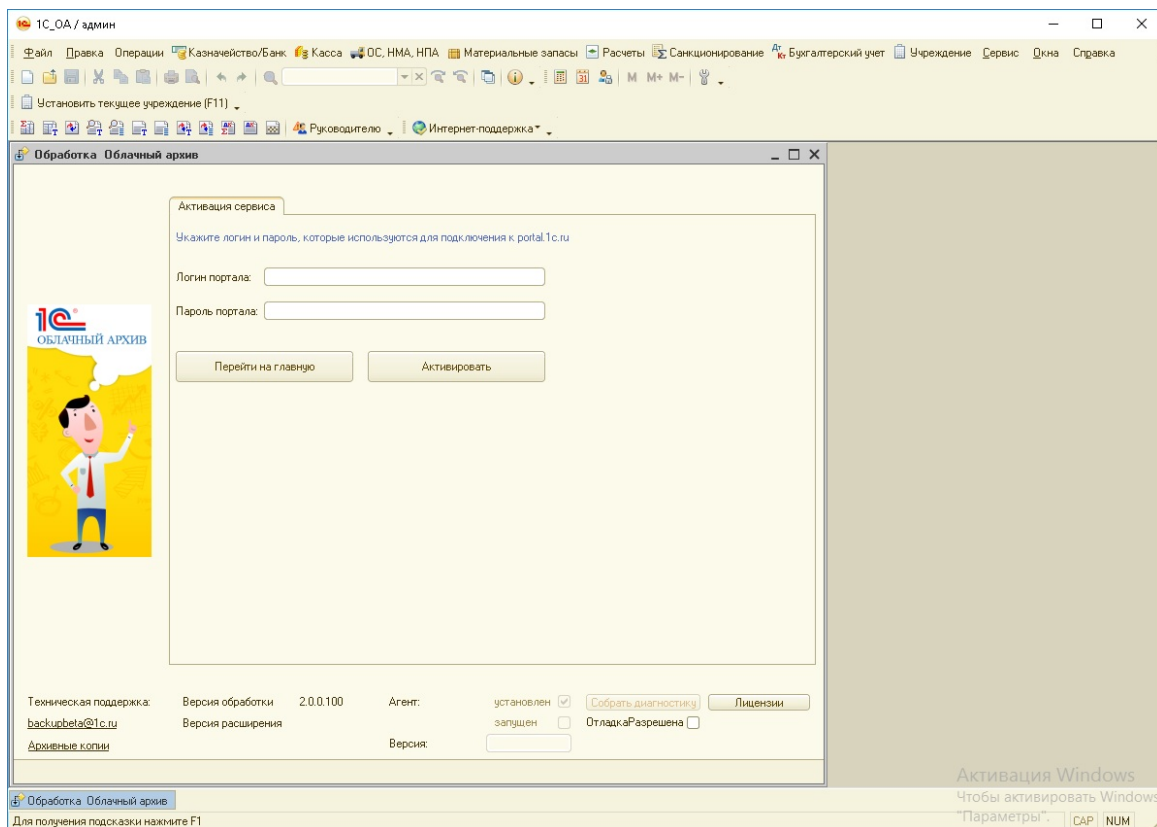 1С_ОА / админ
Файл Правка Операции Казначейство/Банк Касса ОС, НМА, НПА Материальные запасы Расчеты Санкционирование Дт Кт Бухгалтерский учет Учреждение Сервис Окна Справка
M M+ M-
Установить текущее учреждение (F11)
Руководителю Интернет-поддержка
Обработка Облачный архив
Активация сервиса
Укажите логин и пароль, которые используются для подключения к portal.1c.ru
Логин портала:
Пароль портала:
1С
ОБЛАЧНЫЙ АРХИВ
Перейти на главную Активировать
Техническая поддержка: Версия обработки 2.0.0.100 Агент: установлен Собрать диагностику Лицензии
backupbeta@1c.ru Версия расширения запущен ОтладкаРазрешена
Архивные копии Версия:
Активация Windows
Обработка Облачный архив
Чтобы активировать Windows
"Параметры".
Для получения подсказки нажмите F1 CAP NUM